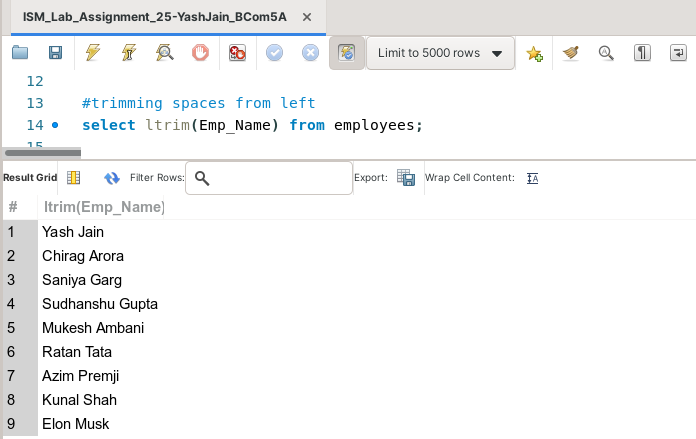 ISM_Lab_Assignment_25-YashJain_BCom5A ×
Limit to 5000 rows
12
13 #trimming spaces from left
14 select ltrim(Emp_Name) from employees;
15
Result Grid Filter Rows: Export: Wrap Cell Content:
# ltrim(Emp_Name)
1 Yash Jain
2 Chirag Arora
3 Saniya Garg
4 Sudhanshu Gupta
5 Mukesh Ambani
6 Ratan Tata
7 Azim Premji
8 Kunal Shah
9 Elon Musk